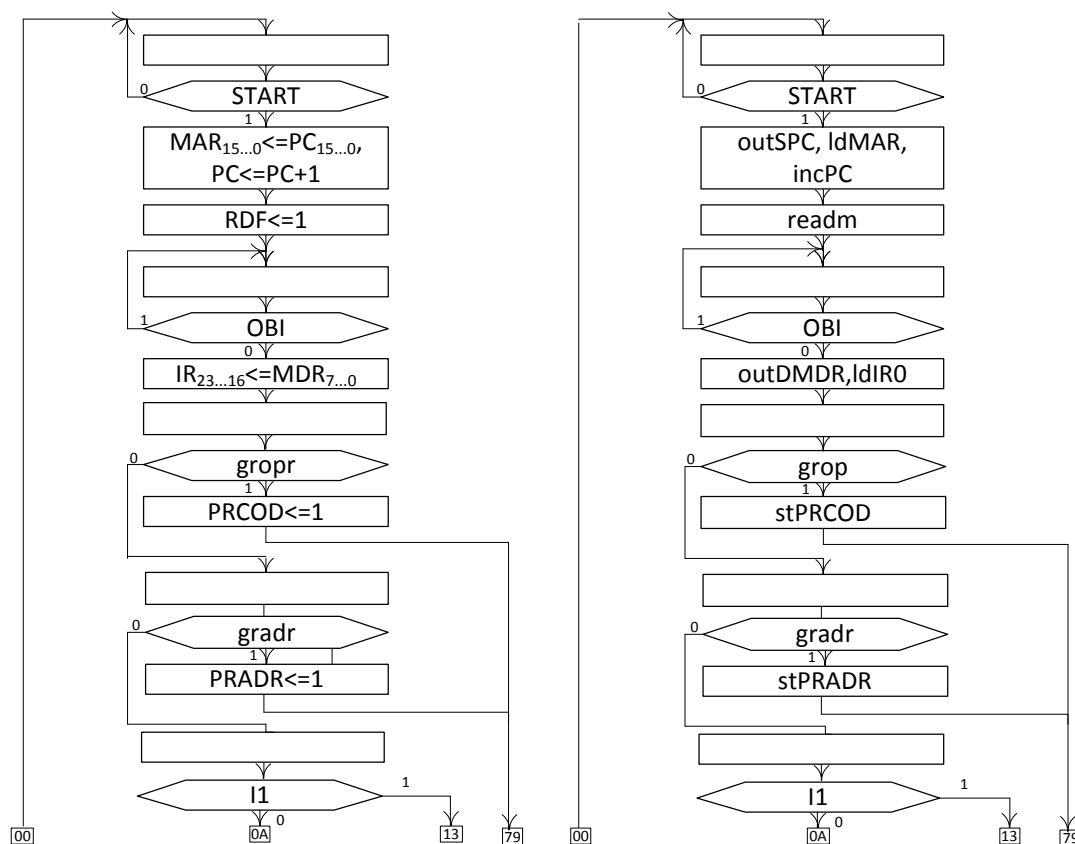 0
START
1
MAR15...0<=PC15...0,
PC<=PC+1
RDF<=1
1
OBI
0
IR23...16<=MDR7...0
0
gropr
1
PRCOD<=1
0
gradr
1
PRADR<=1
I1
1
0
00
0A
13
79
0
START
1
outSPC, ldMAR,
incPC
readm
1
OBI
0
outDMDR,ldIR0
0
grop
1
stPRCOD
0
gradr
1
stPRADR
I1
1
0
00
0A
13
79